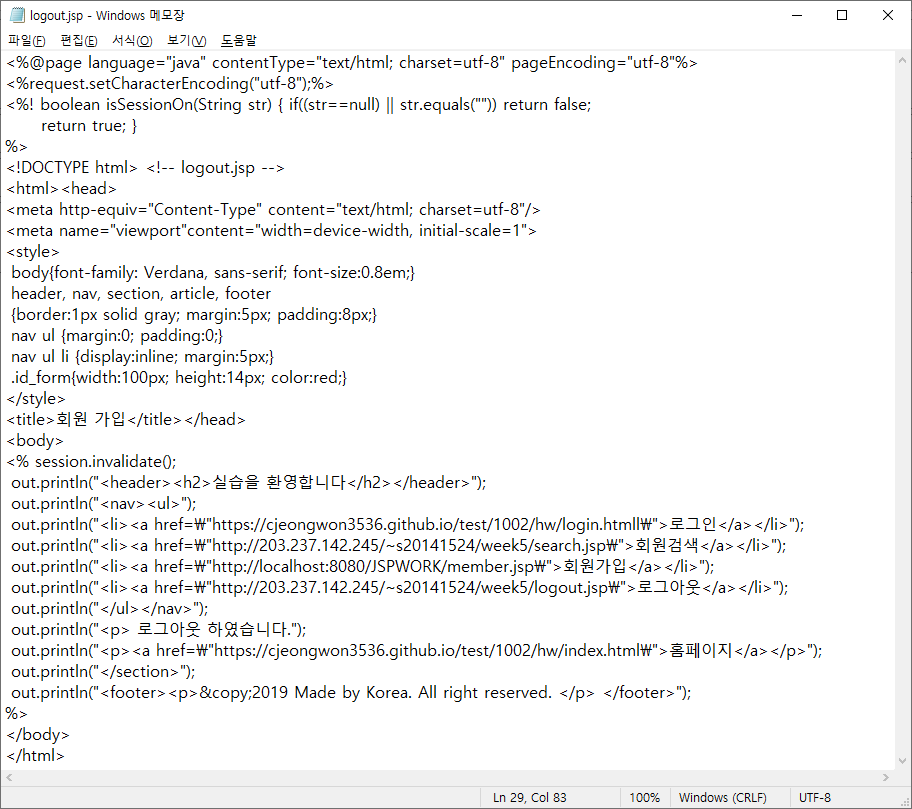 logout.jsp - Windows 메모장
파일(F) 편집(E) 서식(O) 보기(V) 도움말
<%@page language="java" contentType="text/html; charset=utf-8" pageEncoding="utf-8"%>
<%request.setCharacterEncoding("utf-8");%>
<%! boolean isSessionOn(String str) { if((str==null) || str.equals("")) return false;
return true; }
%>
<!DOCTYPE html> <!-- logout.jsp -->
<html><head>
<meta http-equiv="Content-Type" content="text/html; charset=utf-8"/>
<meta name="viewport"content="width=device-width, initial-scale=1">
<style>
body{font-family: Verdana, sans-serif; font-size:0.8em;}
header, nav, section, article, footer
{border:1px solid gray; margin:5px; padding:8px;}
nav ul {margin:0; padding:0;}
nav ul li {display:inline; margin:5px;}
.id_form{width:100px; height:14px; color:red;}
</style>
<title>회원 가입</title></head>
<body>
<% session.invalidate();
out.println("<header><h2>실습을 환영합니다</h2></header>");
out.println("<nav><ul>");
out.println("<li><a href=₩"https://cjeongwon3536.github.io/test/1002/hw/login.htmll₩">로그인</a></li>");
out.println("<li><a href=₩"http://203.237.142.245/~s20141524/week5/search.jsp₩">회원검색</a></li>");
out.println("<li><a href=₩"http://localhost:8080/JSPWORK/member.jsp₩">회원가입</a></li>");
out.println("<li><a href=₩"http://203.237.142.245/~s20141524/week5/logout.jsp₩">로그아웃</a></li>");
out.println("</ul></nav>");
out.println("<p> 로그아웃 하였습니다.");
out.println("<p><a href=₩"https://cjeongwon3536.github.io/test/1002/hw/index.html₩">홈페이지</a></p>");
out.println("</section>");
out.println("<footer><p>&copy;2019 Made by Korea. All right reserved. </p> </footer>");
%>
</body>
</html>
Ln 29, Col 83 100% Windows (CRLF) UTF-8